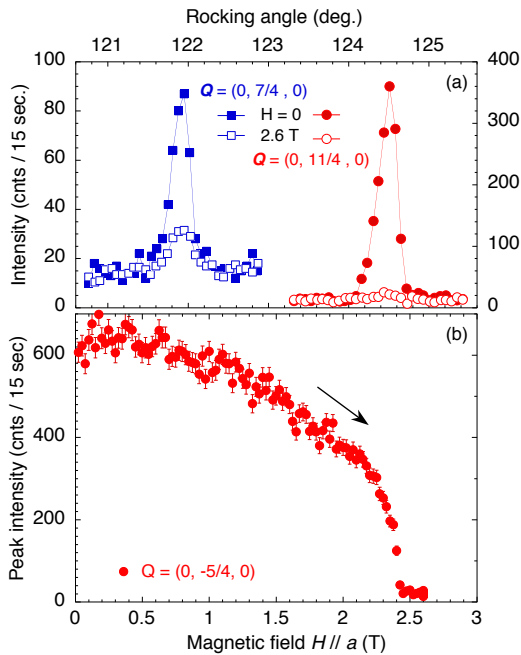 Rocking angle (deg.)
121 122 123 124 125
(a)
Q = (0, 7/4 , 0)
H = 0
2.6 T
Q = (0, 11/4 , 0)
Intensity (cnts / 15 sec.)
100
80
60
40
20
0
400
300
200
100
0
(b)
Peak intensity (cnts / 15 sec)
600
400
200
0
Q = (0, -5/4, 0)
0 0.5 1 1.5 2 2.5 3
Magnetic field H // a (T)